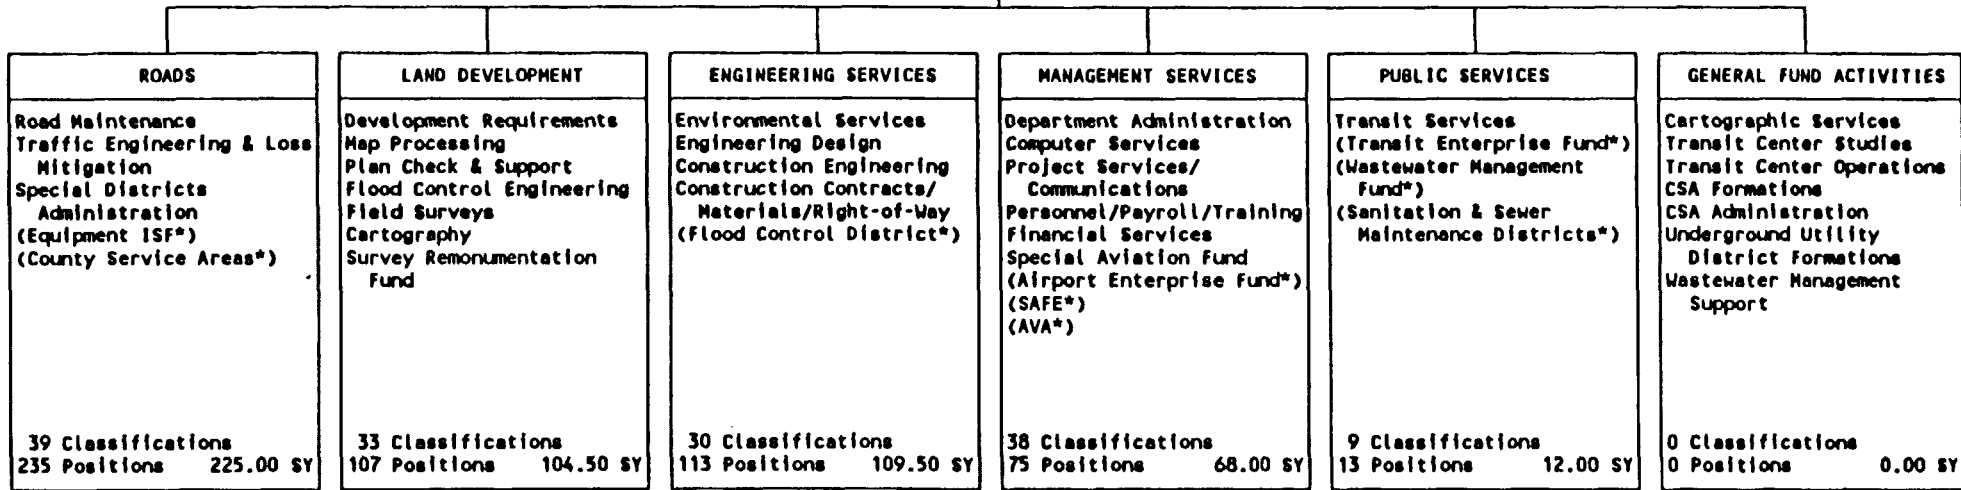 ROADS
Road Maintenance
Traffic Engineering & Loss
Mitigation
Special Districts
Administration
(Equipment ISF*)
(County Service Areas*)
39 Classifications
235 Positions 225.00 SY
LAND DEVELOPMENT
Development Requirements
Map Processing
Plan Check & Support
Flood Control Engineering
Field Surveys
Cartography
Survey Remonumentation
Fund
33 Classifications
107 Positions 104.50 SY
ENGINEERING SERVICES
Environmental Services
Engineering Design
Construction Engineering
Construction Contracts/
Materials/Right-of-Way
(Flood Control District*)
30 Classifications
113 Positions 109.50 SY
MANAGEMENT SERVICES
Department Administration
Computer Services
Project Services/
Communications
Personnel/Payroll/Training
Financial Services
Special Aviation Fund
(Airport Enterprise Fund*)
(SAFE*)
(AVA*)
38 Classifications
75 Positions 68.00 SY
PUBLIC SERVICES
Transit Services
(Transit Enterprise Fund*)
(Wastewater Management
Fund*)
(Sanitation & Sewer
Maintenance Districts*)
9 Classifications
13 Positions 12.00 SY
GENERAL FUND ACTIVITIES
Cartographic Services
Transit Center Studies
Transit Center Operations
CSA Formations
CSA Administration
Underground Utility
District Formations
Wastewater Management
Support
0 Classifications
0 Positions 0.00 SY